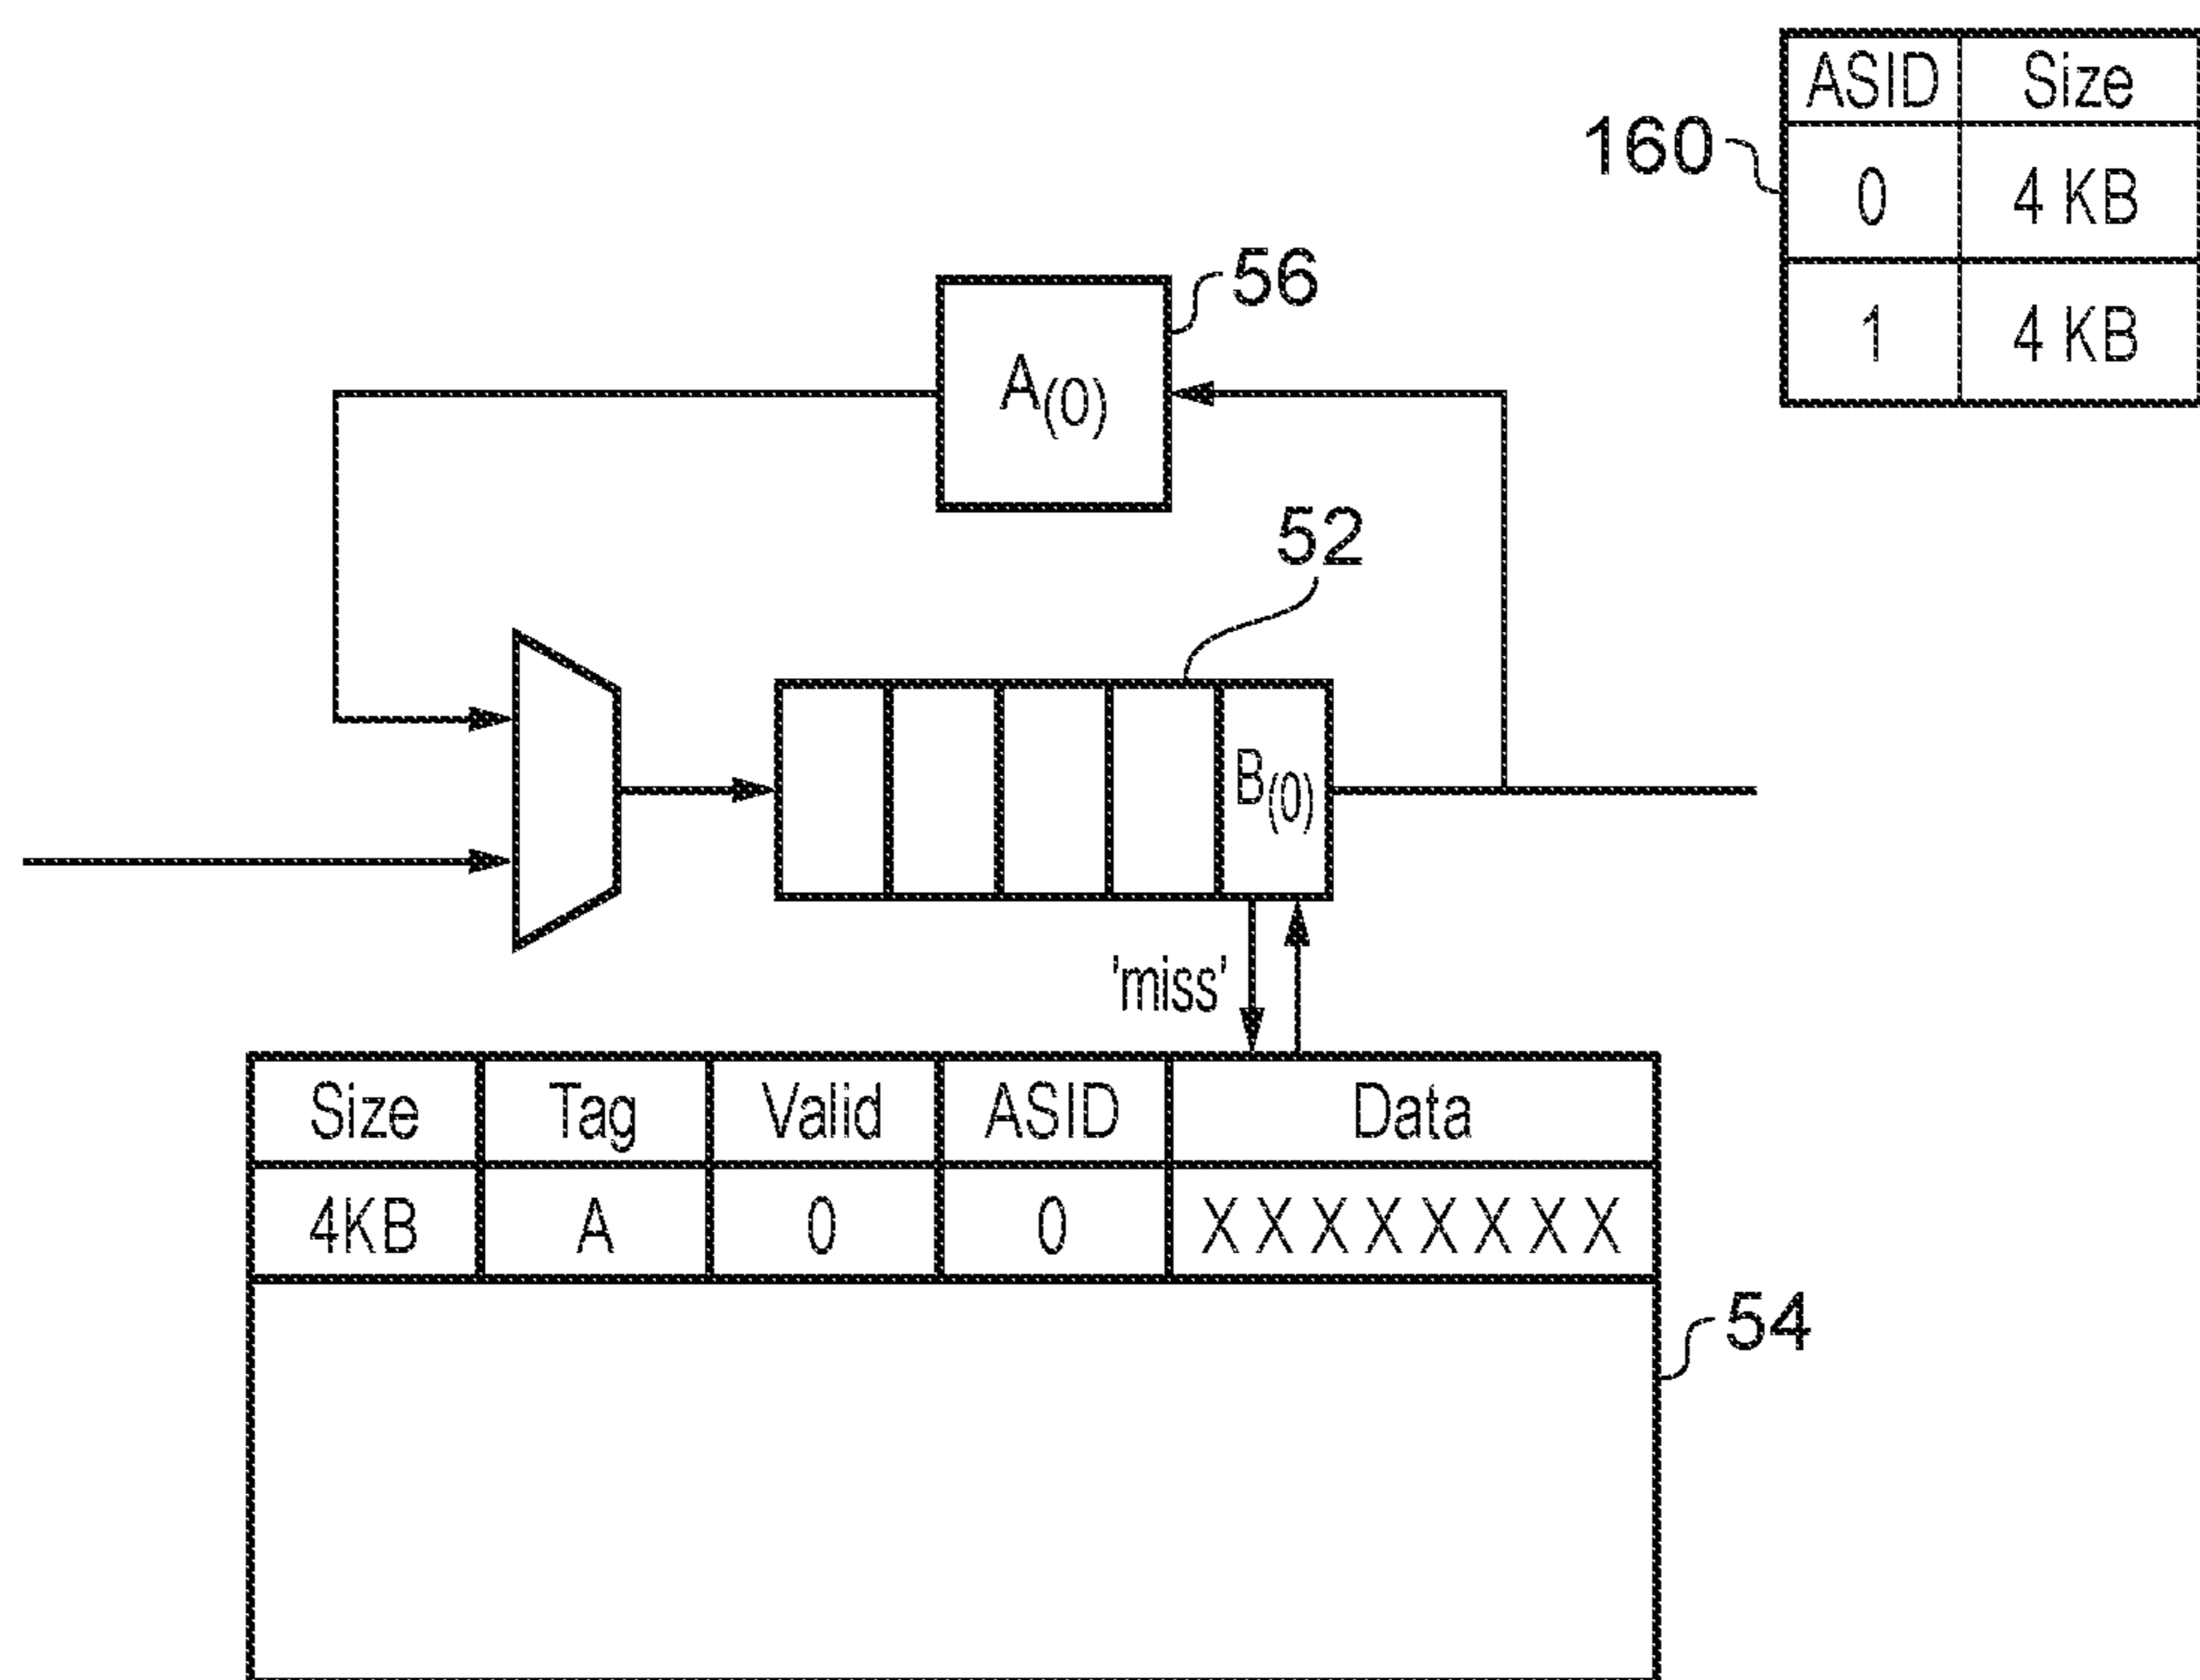 ASID Size
160
0 4 KB
1 4 KB
56
A(0)
52
B(0)
'miss'
Size Tag Valid ASID Data
4KB A 0 0 X X X X X X X X
54